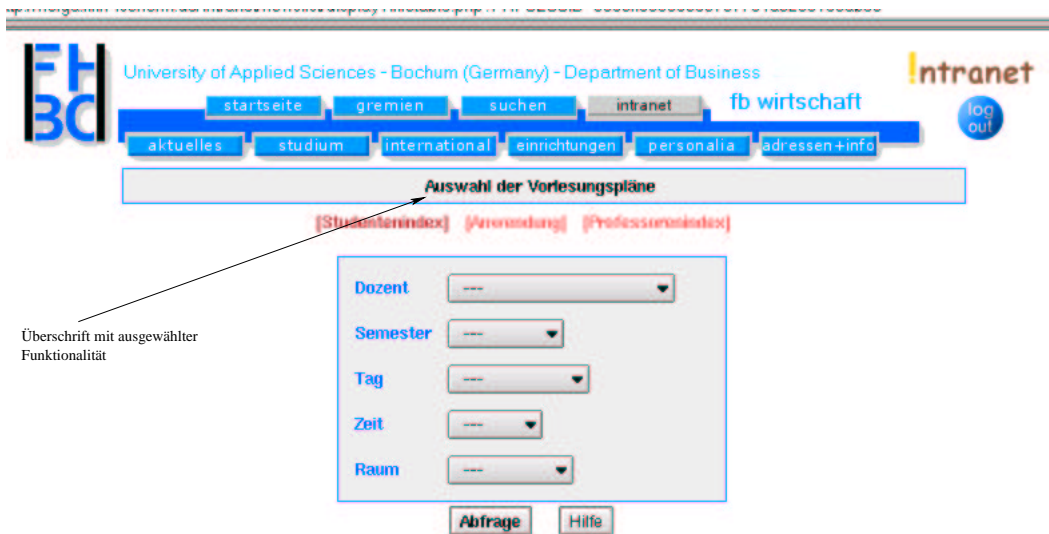 FH
BO
University of Applied Sciences - Bochum (Germany) - Department of Business
!ntranet
startseite gremien suchen intranet fb wirtschaft
log
out
aktuelles studium international einrichtungen personalia adressen+info
Auswahl der Vorlesungspläne
[Studentenindex] [Anwendung] [Professorenindex]
Dozent ---
Semester ---
Überschrift mit ausgewählter
Funktionalität
Tag ---
Zeit ---
Raum ---
Abfrage Hilfe